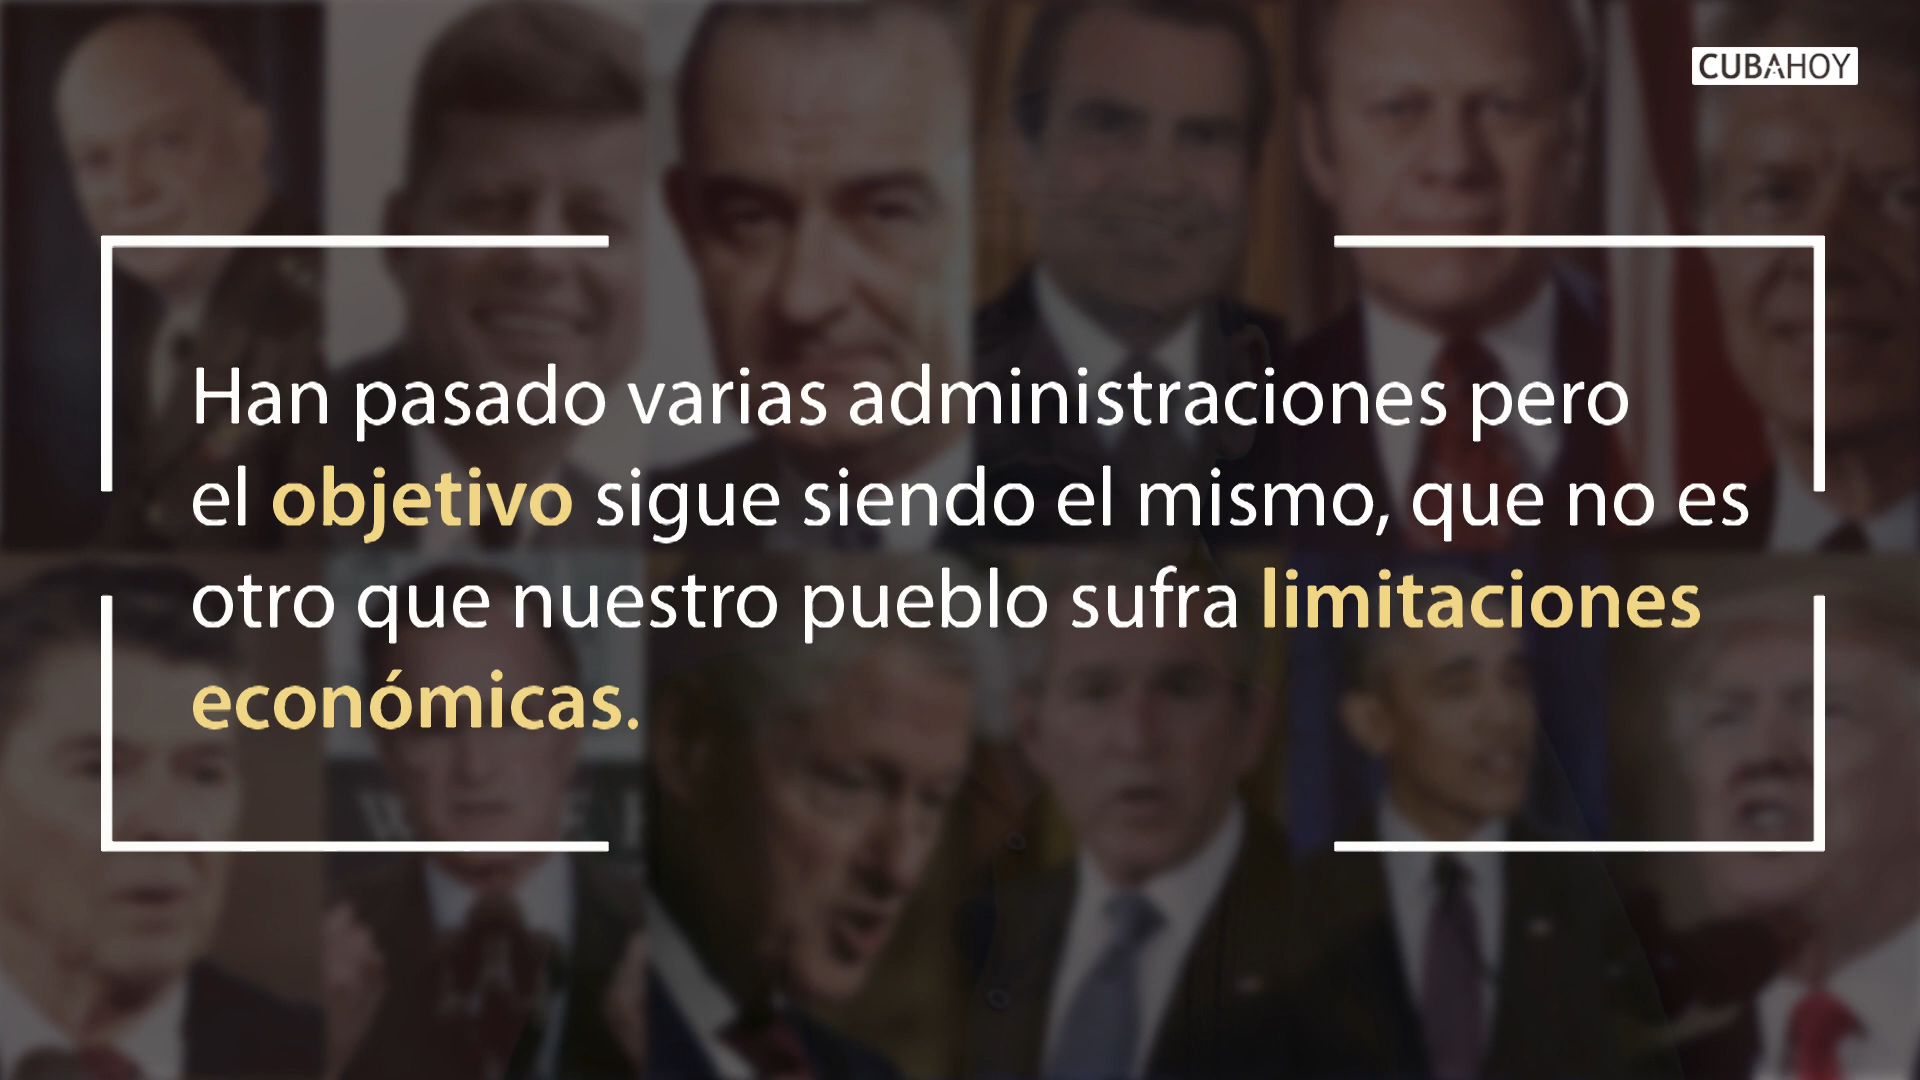 CUBAHOY
Han pasado varias administraciones pero
el objetivo sigue siendo el mismo, que no es
otro que nuestro pueblo sufra limitaciones
económicas.